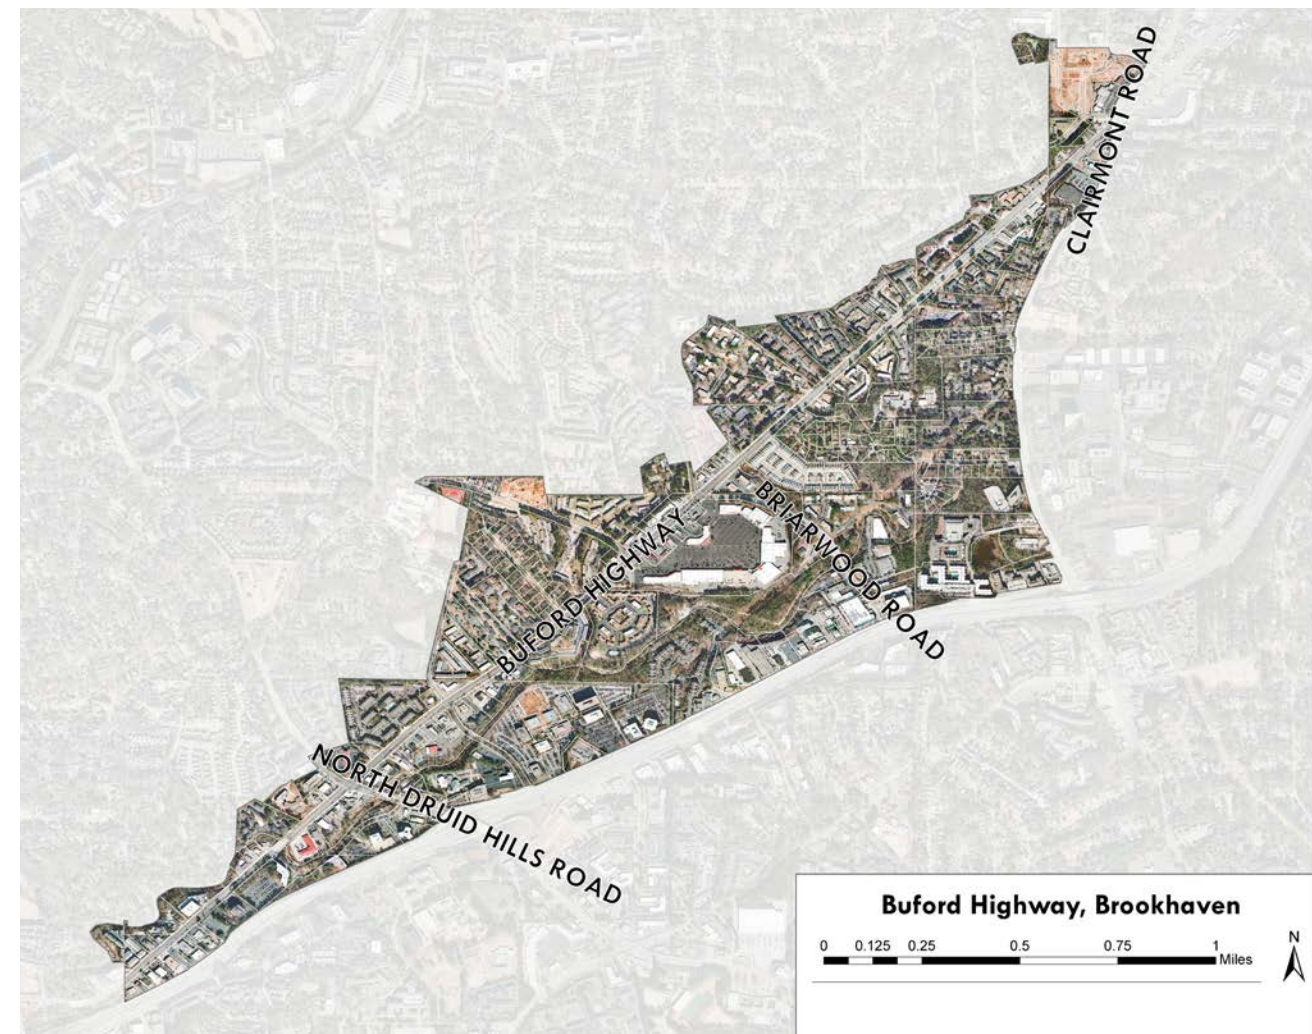 CLAIRMONT ROAD
BRIARWOOD ROAD
BUFORD HIGHWAY
NORTH DRUID HILLS ROAD
Buford Highway, Brookhaven
0 0.125 0.25 0.5 0.75 1
Miles
N